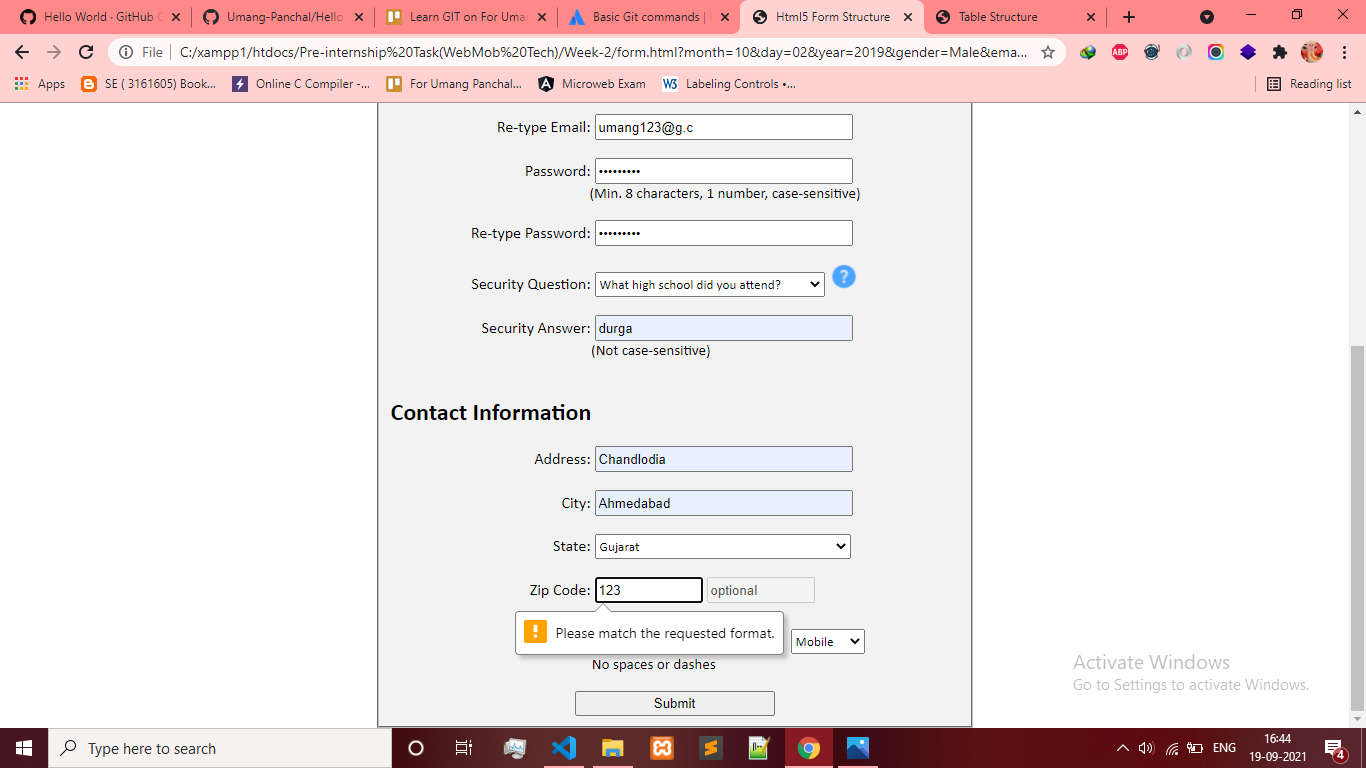 Hello World · GitHub G
Umang-Panchal/Hello
Learn GIT on For Uma
Basic Git commands |
Html5 Form Structure
Table Structure
File
C:/xampp1/htdocs/Pre-internship%20Task(WebMob%20Tech)/Week-2/form.html?month=10&day=02&year=2019&gender=Male&ema...
ABP
Apps
SE ( 3161605) Book...
Online C Compiler -...
For Umang Panchal...
Microweb Exam
W3
Labeling Controls •...
Reading list
Re-type Email: umang123@g.c
Password: •••••••••
(Min. 8 characters, 1 number, case-sensitive)
Re-type Password: •••••••••
Security Question: What high school did you attend? ?
Security Answer: durga
(Not case-sensitive)
Contact Information
Address: Chandlodia
City: Ahmedabad
State: Gujarat
Zip Code: 123 optional
! Please match the requested format.
Mobile
No spaces or dashes
Submit
Activate Windows
Go to Settings to activate Windows.
Type here to search
ENG
16:44
19-09-2021
4